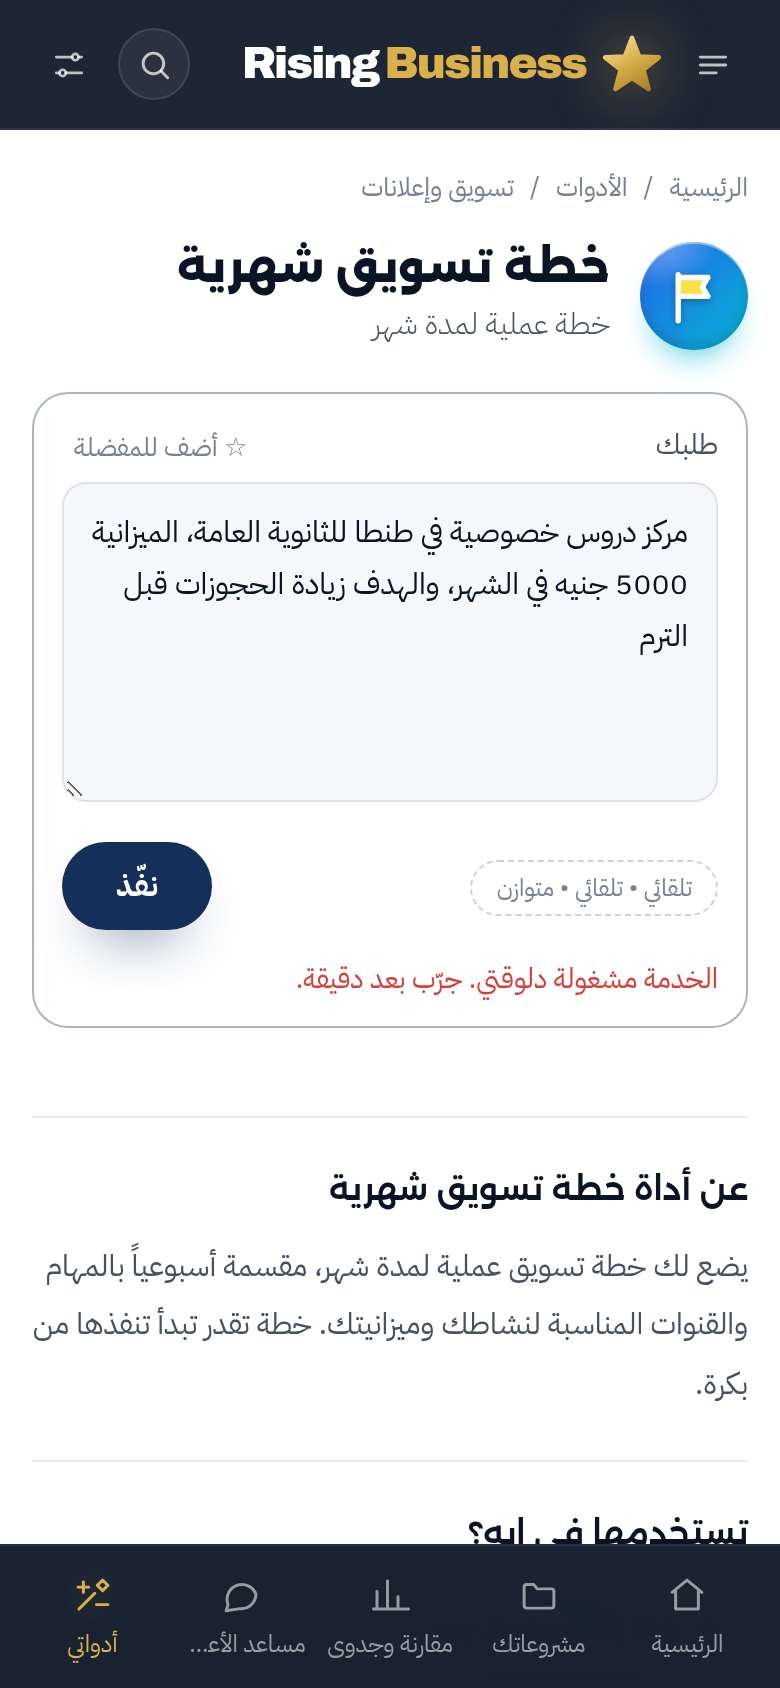 Rising Business
الرئيسية / الأدوات / تسويق وإعلانات
خطة تسويق شهرية
خطة عملية لمدة شهر
طلبك
☆ أضف للمفضلة
مركز دروس خصوصية في طنطا للثانوية العامة، الميزانية
5000 جنيه في الشهر، والهدف زيادة الحجوزات قبل
الترم
تلقائي • تلقائي • متوازن
نفّذ
الخدمة مشغولة دلوقتي. جرّب بعد دقيقة.
عن أداة خطة تسويق شهرية
يضع لك خطة تسويق عملية لمدة شهر، مقسمة أسبوعياً بالمهام
والقنوات المناسبة لنشاطك وميزانيتك. خطة تقدر تبدأ تنفذها من
بكرة.
تستخدمها في إيه؟
الرئيسية
مشروعاتك
مقارنة وجدوى
مساعد الأع...
أدواتي